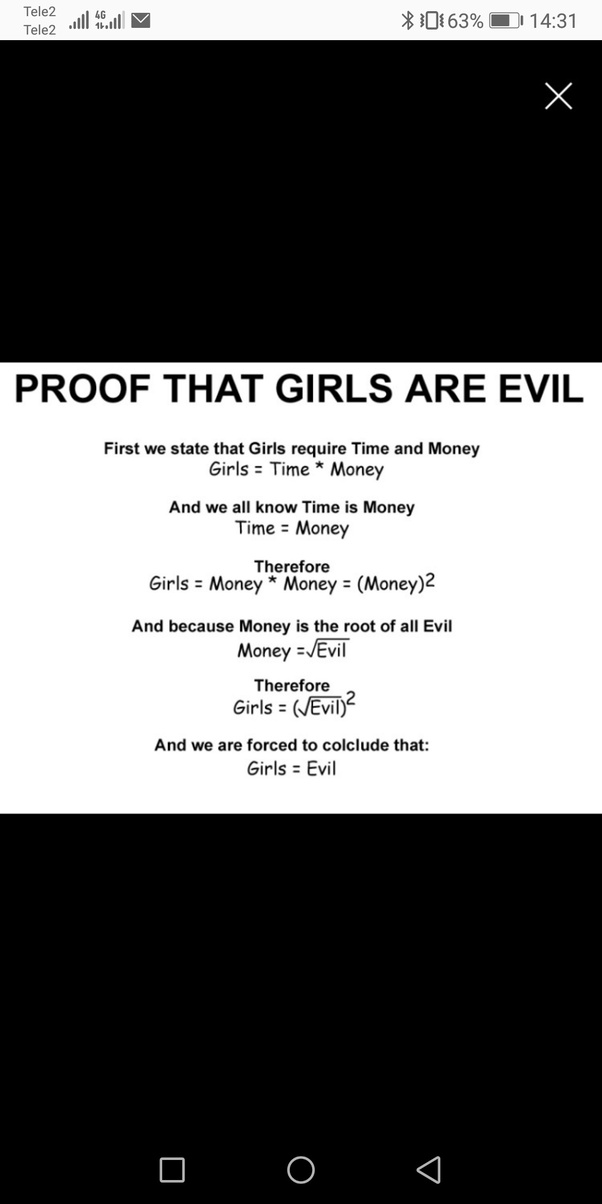 Tele2
Tele2
4G
63%
14:31
PROOF THAT GIRLS ARE EVIL
First we state that Girls require Time and Money
Girls = Time * Money
And we all know Time is Money
Time = Money
Therefore
Girls = Money * Money = (Money)2
And because Money is the root of all Evil
Money =√Evil
Therefore
Girls = (√Evil)2
And we are forced to colclude that:
Girls = Evil